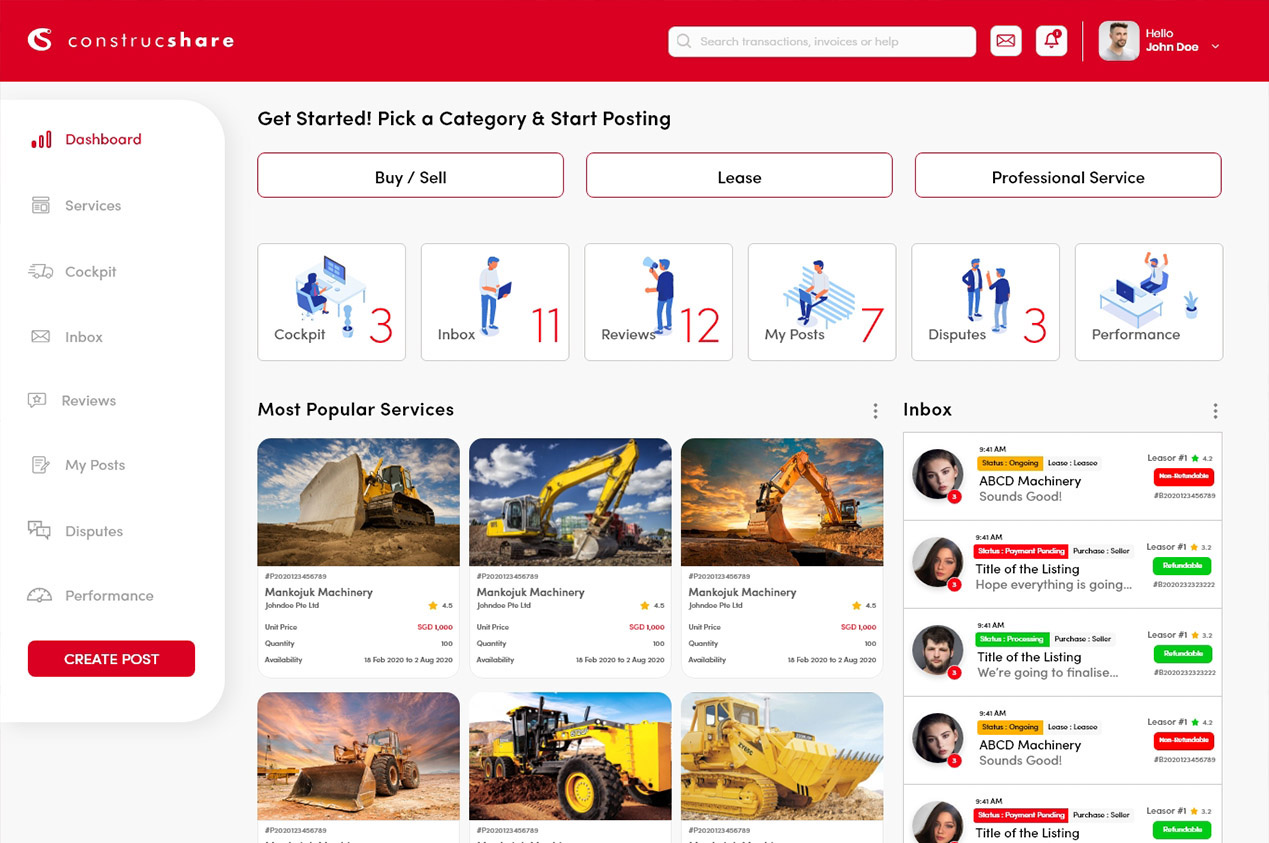 construcshare
Search transactions, invoices or help
Hello
John Doe
Dashboard
Services
Cockpit
Inbox
Reviews
My Posts
Disputes
Performance
CREATE POST
Get Started! Pick a Category & Start Posting
Buy / Sell
Lease
Professional Service
Cockpit 3
Inbox 11
Reviews 12
My Posts 7
Disputes 3
Performance
Most Popular Services
#P2020123456789
Mankojuk Machinery
Johndoe Pte Ltd 4.5
Unit Price SGD 1,000
Quantity 100
Availability 18 Feb 2020 to 2 Aug 2020
#P2020123456789
Mankojuk Machinery
Johndoe Pte Ltd 4.5
Unit Price SGD 1,000
Quantity 100
Availability 18 Feb 2020 to 2 Aug 2020
#P2020123456789
Mankojuk Machinery
Johndoe Pte Ltd 4.5
Unit Price SGD 1,000
Quantity 100
Availability 18 Feb 2020 to 2 Aug 2020
#P2020123456789
#P2020123456789
#P2020123456789
Inbox
9:41 AM
Status : Ongoing Lease : Leasee
Leasor #1 4.2
ABCD Machinery
Non-Refundable
Sounds Good!
#B2020123456789
3
9:41 AM
Status : Payment Pending Purchase : Seller
Leasor #1 3.2
Title of the Listing
Refundable
Hope everything is going...
#B2020232323222
3
9:41 AM
Status : Processing Purchase : Seller
Leasor #1 3.2
Title of the Listing
Refundable
We're going to finalise...
#B2020232323222
3
9:41 AM
Status : Ongoing Lease : Leasee
Leasor #1 4.2
ABCD Machinery
Non-Refundable
Sounds Good!
#B2020123456789
3
9:41 AM
Status : Payment Pending Purchase : Seller
Leasor #1 3.2
Title of the Listing
Refundable